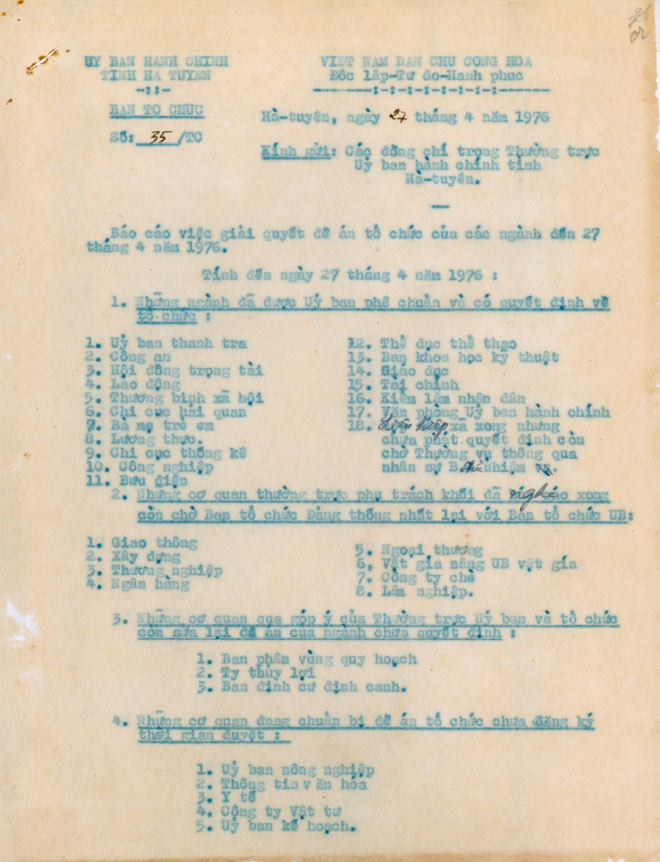 UỶ BAN HÀNH CHÍNH
TỈNH HÀ TUYÊN
-::-
BAN TỔ CHỨC
Số: 35 /TC
VIỆT NAM DÂN CHỦ CỘNG HÒA
Độc lập-Tự do-Hạnh phúc
-------:-:-:-:-:-:-------
Hà-tuyên, ngày 27 tháng 4 năm 1976
Kính gửi: Các đồng chí trong Thường trực
Uỷ ban hành chính tỉnh
Hà-tuyên.
Báo cáo việc giải quyết đề án tổ chức của các ngành đến 27
tháng 4 năm 1976.
Tính đến ngày 27 tháng 4 năm 1976 :
1. Những ngành đã được Uỷ ban phê chuẩn và có quyết định về
tổ chức :
1. Uỷ ban thanh tra
2. Công an
3. Hội đồng trọng tài
4. Lao động
5. Thương binh xã hội
6. Chi cục hải quan
7. Bà mẹ trẻ em
8. Lương thực.
9. Chi cục thống kê
10. Công nghiệp
11. Bưu điện
12. Thể dục thể thao
13. Ban khoa học kỹ thuật
14. Giáo dục
15. Tài chính
16. Kiểm lâm nhân dân
17. Văn phòng Uỷ ban hành chính
18. Liên hiệp xã xong nhưng
chưa phát quyết định còn
chờ Thường vụ thông qua
nhân sự B. chủ nhiệm
2. Những cơ quan thường trực phụ trách khối đã xong
còn chờ Ban tổ chức Đảng thống nhất lại với Ban tổ chức UB:
1. Giao thông
2. Xây dựng
3. Thương nghiệp
4. Ngân hàng
5. Ngoại thương
6. Vật giá nâng UB vật giá
7. Công ty chè
8. Lâm nghiệp.
3. Những cơ quan qua góp ý của Thường trực Uỷ ban và tổ chức
còn sửa lại đề án của ngành chưa quyết định :
1. Ban phân vùng quy hoạch
2. Ty thủy lợi
3. Ban định cư định canh.
4. Những cơ quan đang chuẩn bị đề án tổ chức chưa đăng ký
thời gian duyệt :
1. Uỷ ban nông nghiệp
2. Thông tin văn hóa
3. Y tế
4. Công ty Vật tư
5. Uỷ ban kế hoạch.